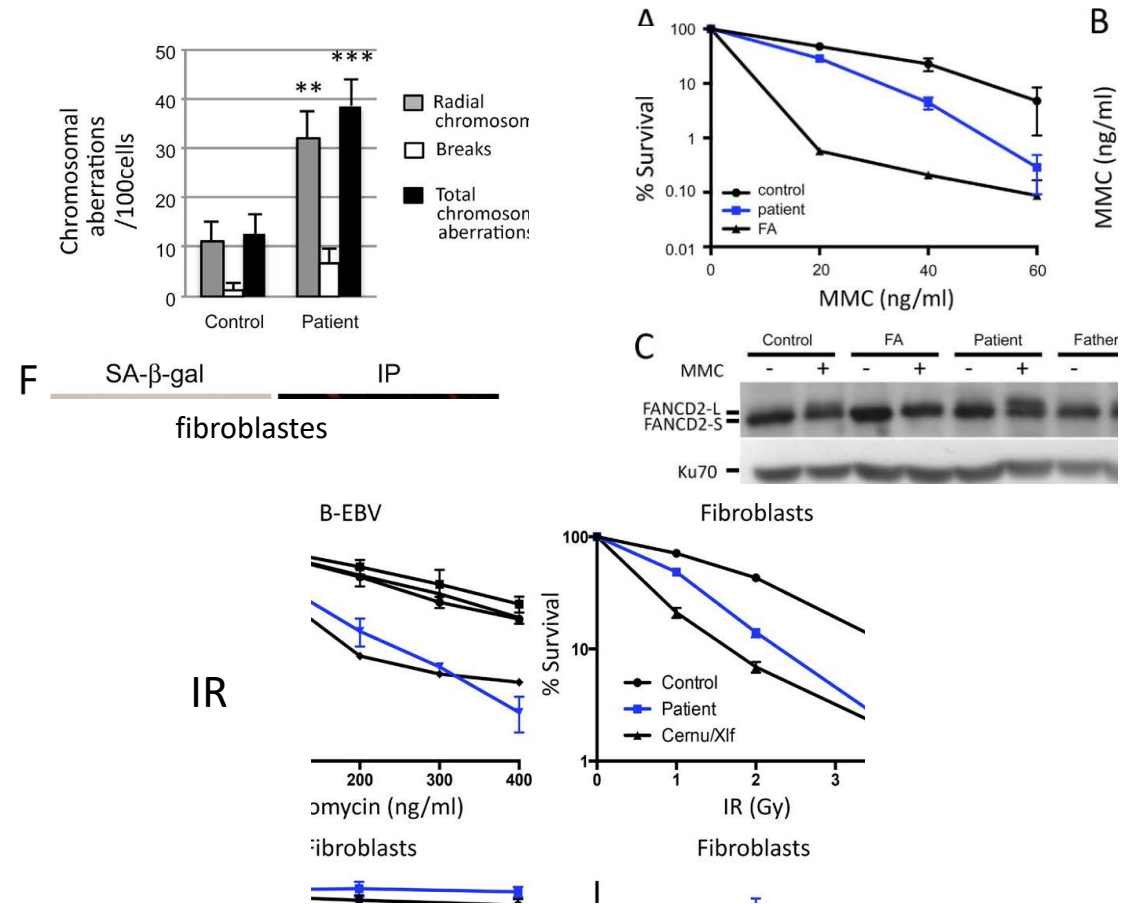 50
40
30
20
10
0
Chromosomal
aberrations
/100cells
**
***
Control
Patient
Radial
chromosom
Breaks
Total
chromosom
aberrations
A
100
10
1
0.10
0.01
% Survival
control
patient
FA
0
20
40
60
MMC (ng/ml)
B
MMC (ng/ml)
F
SA-β-gal
IP
fibroblastes
C
Control
FA
Patient
Father
MMC
- + - + - + -
FANCD2-L
FANCD2-S
Ku70
B-EBV
200
300
400
omycin (ng/ml)
IR
Fibroblasts
100
10
1
% Survival
Control
Patient
Cernu/Xlf
0
1
2
3
IR (Gy)
Fibroblasts
Fibroblasts